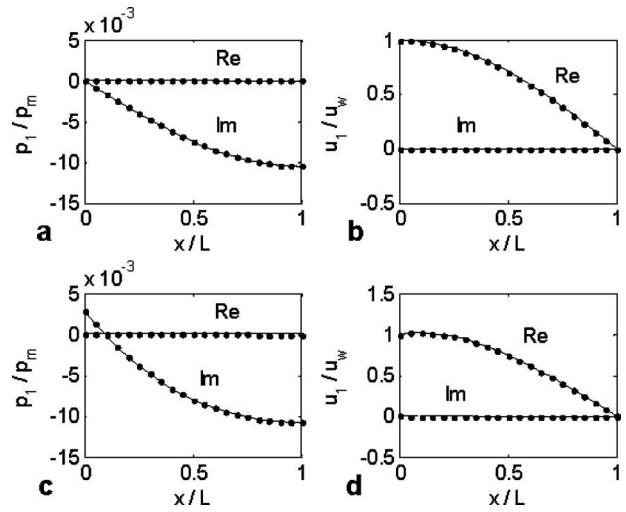 x 10⁻³
5
0
-5
-10
-15
p₁ / pₘ
Re
Im
0
0.5
1
x / L
a
1
0.5
0
-0.5
u₁ / u_w
Re
Im
0
0.5
1
x / L
b
x 10⁻³
5
0
-5
-10
-15
p₁ / pₘ
Re
Im
0
0.5
1
x / L
c
1.5
1
0.5
0
-0.5
u₁ / u_w
Re
Im
0
0.5
1
x / L
d